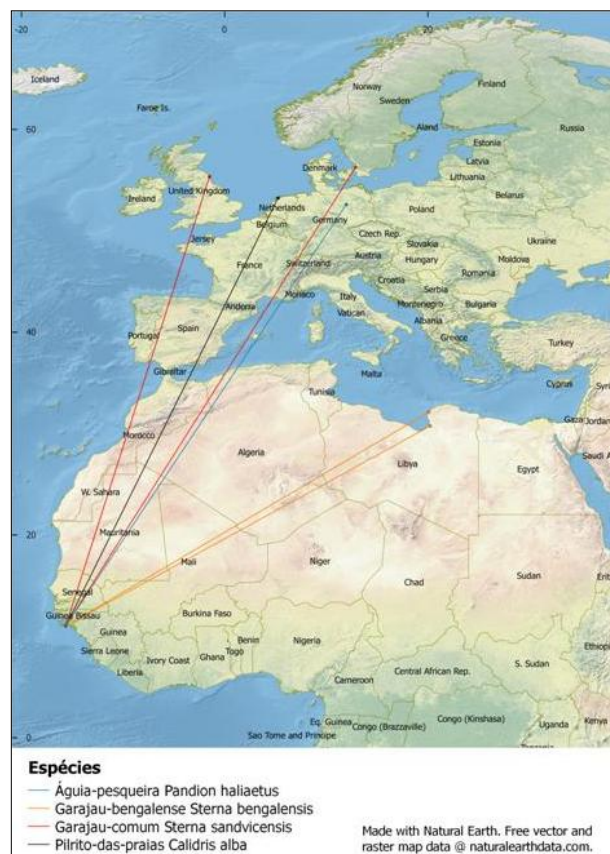 -20 0 20
Iceland
Norway
Finland
Faroe Is.
Sweden
60
Aland
Russia
Estonia
Denmark
Latvia
Lithuania
United Kingdom
Ireland
Netherlands
Belarus
Germany
Poland
Belgium
Jersey
Czech Rep.
Ukraine
Slovakia
Austria
France
Switzerland
Hungary
Moldova
Croatia
Romania
Serbia
Andorra
Monaco
Italy
Montenegro
Bulgaria
Vatican
Albania
Portugal
Spain
40
Greece
Turkey
Gibraltar
Malta
Cyprus
Syri
Tunisia
Gaza
Jordan
Morocco
Algeria
Libya
Egypt
Saudi A
W. Sahara
20
Mauritania
Mali
Niger
Chad
Sudan
Erit
Senegal
Guinea Bissau
Burkina Faso
Guinea
Benin
Nigeria
Sierra Leone
Ivory Coast
Ghana
Togo
Ethiop
Liberia
S. Sudan
Central African Rep.
Cameroon
Eq. Guinea
Congo (Brazzaville)
Congo (Kinshasa)
Uganda
Kenya
0
Sao Tome and Principe
Espécies
Águia-pesqueira Pandion haliaetus
Garajau-bengalense Sterna bengalensis
Garajau-comum Sterna sandvicensis
Pilrito-das-praias Calidris alba
Made with Natural Earth. Free vector and
raster map data @ naturalearthdata.com.